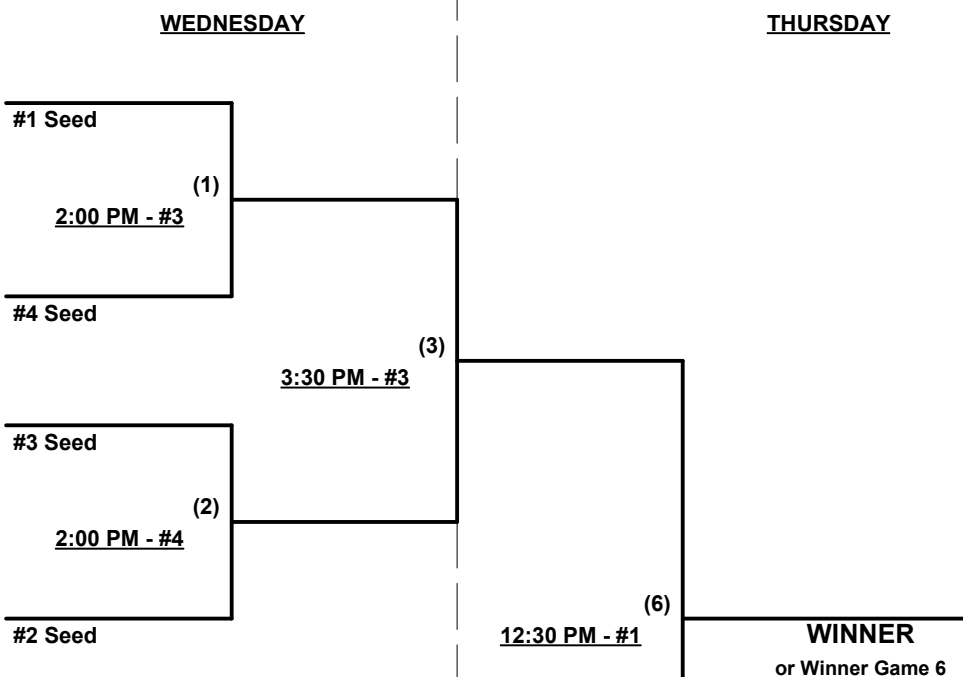 WEDNESDAY
THURSDAY
#1 Seed
(1)
2:00 PM - #3
#4 Seed
(3)
3:30 PM - #3
#3 Seed
(2)
2:00 PM - #4
#2 Seed
(6)
12:30 PM - #1
WINNER
or Winner Game 6